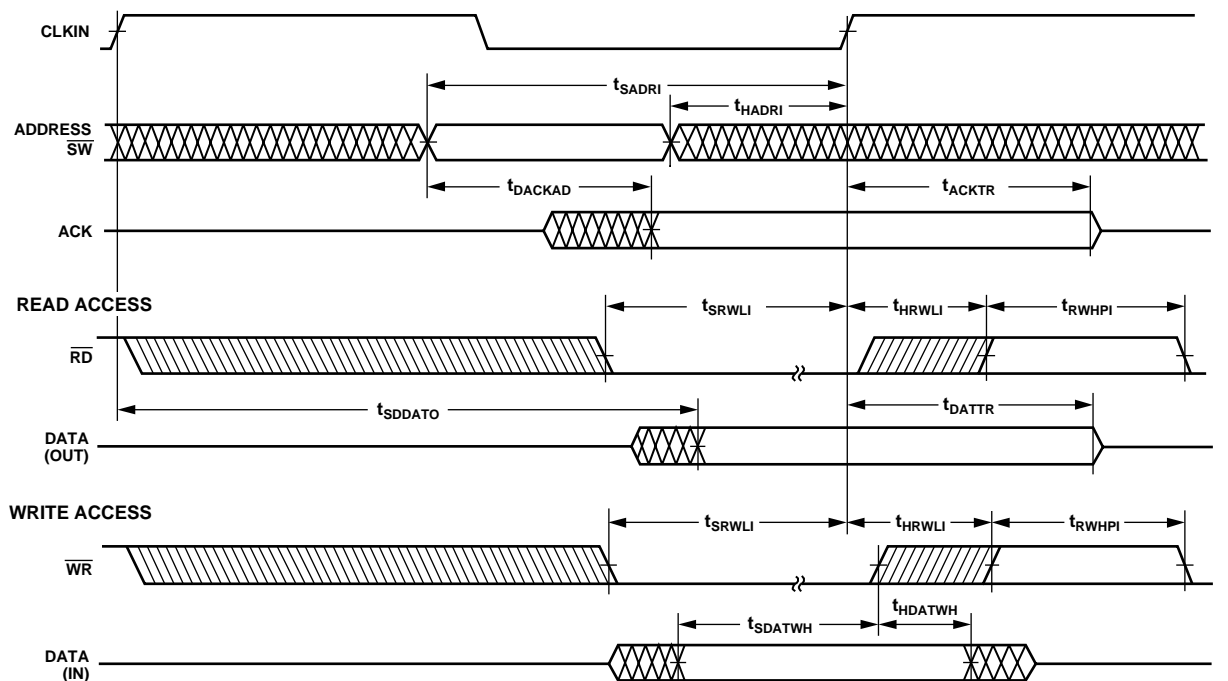 CLKIN
tSADRI
tHADRI
ADDRESS
SW
tDACKAD
tACKTR
ACK
READ ACCESS
tSRWLI
tHRWLI
tRWHPI
RD
tSDDATO
tDATTR
DATA
(OUT)
WRITE ACCESS
tSRWLI
tHRWLI
tRWHPI
WR
tSDATWH
tHDATWH
DATA
(IN)